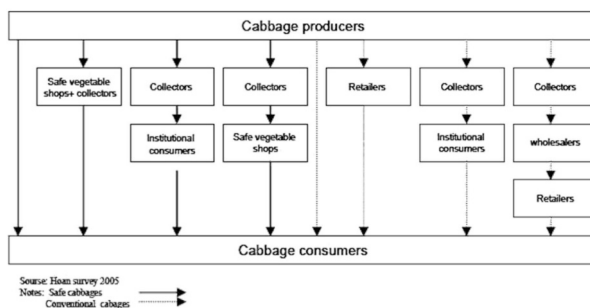 Cabbage producers
Safe vegetable
shops+ collectors
Collectors
Collectors
Retailers
Collectors
Collectors
Institutional
consumers
Safe vegetable
shops
Institutional
consumers
wholesalers
Retailers
Cabbage consumers
Sourse: Hoan survey 2005
Notes: Safe cabbages
Conventional cabages